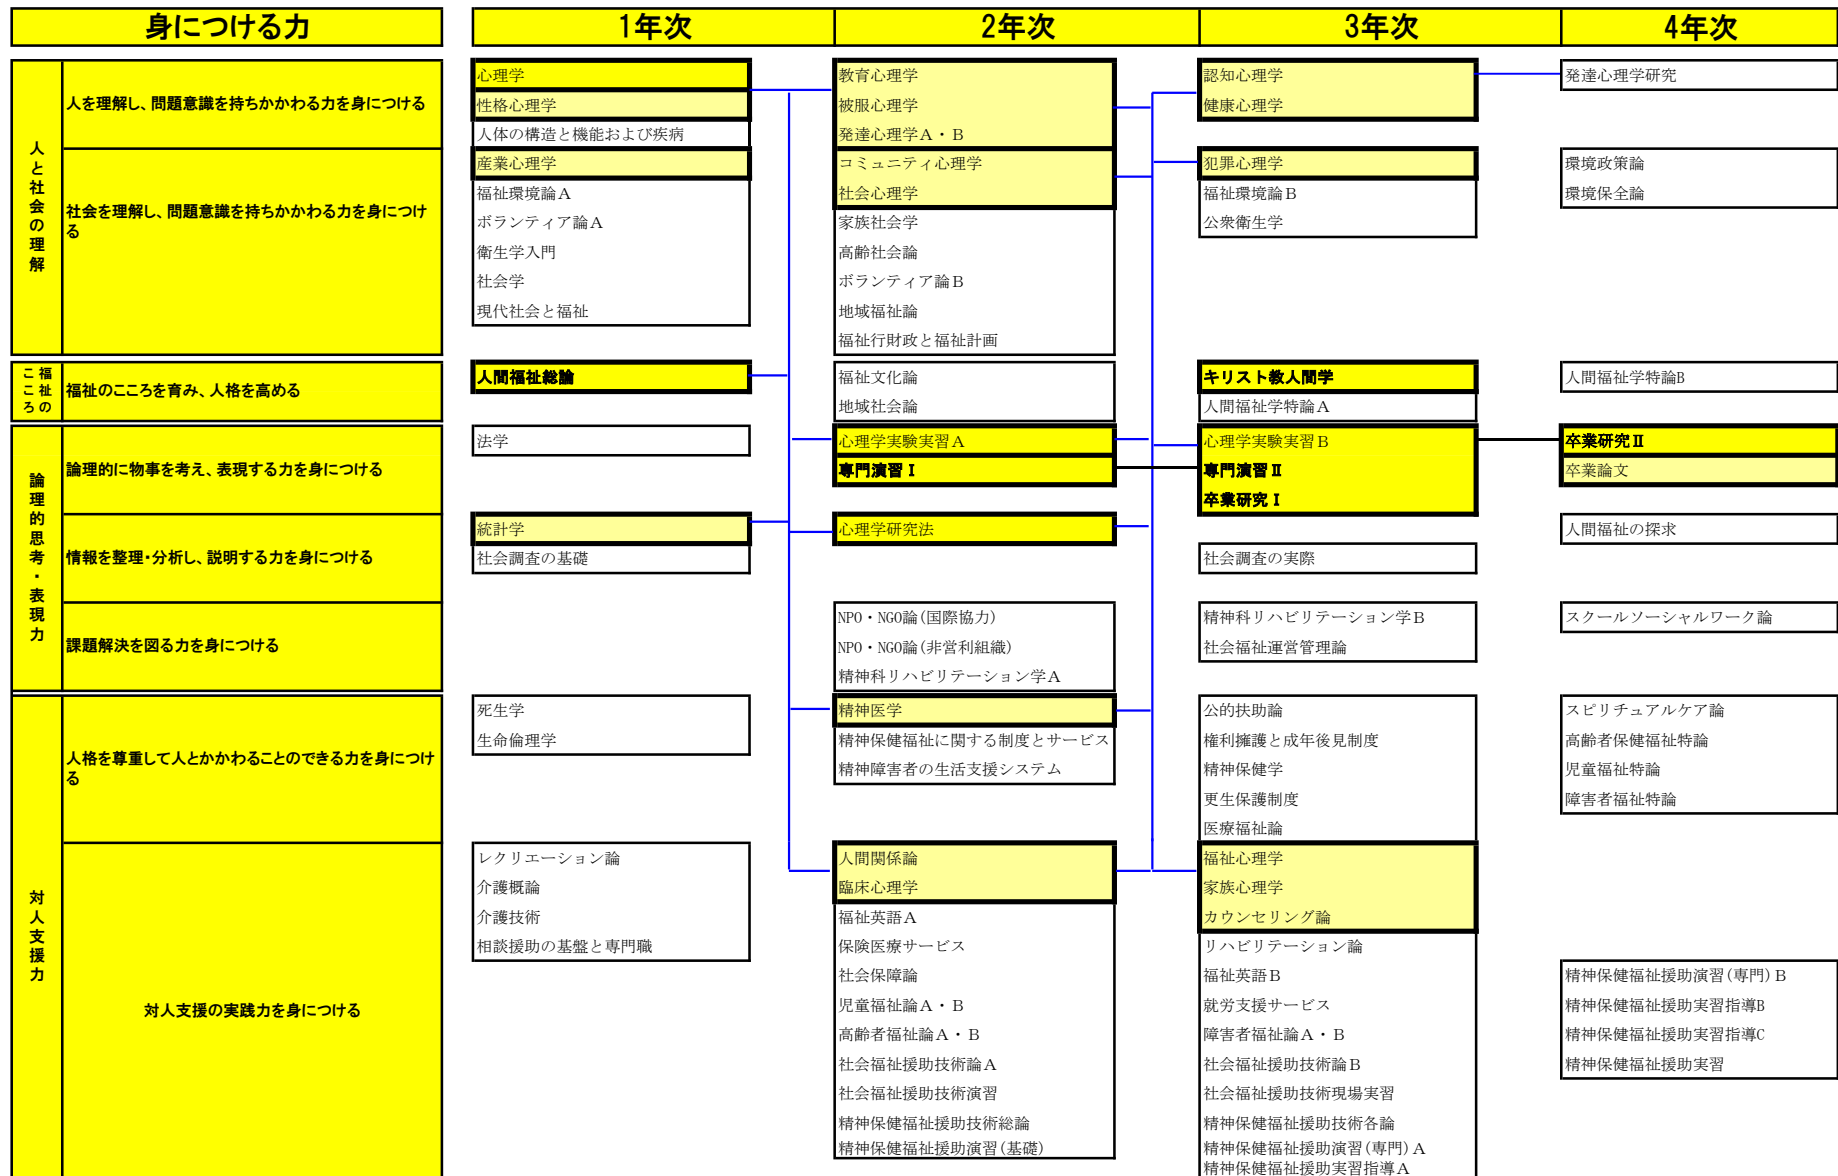 身につける力
1年次
2年次
3年次
4年次
人と社会の理解
人を理解し、問題意識を持ちかかわる力を身につける
心理学
性格心理学
人体の構造と機能および疾病
教育心理学
被服心理学
発達心理学A・B
認知心理学
健康心理学
発達心理学研究
社会を理解し、問題意識を持ちかかわる力を身につけ
る
産業心理学
福祉環境論A
ボランティア論A
衛生学入門
社会学
現代社会と福祉
コミュニティ心理学
社会心理学
家族社会学
高齢社会論
ボランティア論B
地域福祉論
福祉行財政と福祉計画
犯罪心理学
福祉環境論B
公衆衛生学
環境政策論
環境保全論
福祉の
こころ
福祉のこころを育み、人格を高める
人間福祉総論
福祉文化論
地域社会論
キリスト教人間学
人間福祉学特論A
人間福祉学特論B
論理的思考・表現力
論理的に物事を考え、表現する力を身につける
法学
心理学実験実習A
専門演習Ⅰ
心理学実験実習B
専門演習Ⅱ
卒業研究Ⅰ
卒業研究Ⅱ
卒業論文
情報を整理・分析し、説明する力を身につける
統計学
社会調査の基礎
心理学研究法
社会調査の実際
人間福祉の探求
課題解決を図る力を身につける
NPO・NGO論(国際協力)
NPO・NGO論(非営利組織)
精神科リハビリテーション学A
精神科リハビリテーション学B
社会福祉運営管理論
スクールソーシャルワーク論
対人支援力
人格を尊重して人とかかわることのできる力を身につけ
る
死生学
生命倫理学
精神医学
精神保健福祉に関する制度とサービス
精神障害者の生活支援システム
公的扶助論
権利擁護と成年後見制度
精神保健学
更生保護制度
医療福祉論
スピリチュアルケア論
高齢者保健福祉特論
児童福祉特論
障害者福祉特論
対人支援の実践力を身につける
レクリエーション論
介護概論
介護技術
相談援助の基盤と専門職
人間関係論
臨床心理学
福祉英語A
保険医療サービス
社会保障論
児童福祉論A・B
高齢者福祉論A・B
社会福祉援助技術論A
社会福祉援助技術演習
精神保健福祉援助技術総論
精神保健福祉援助演習(基礎)
福祉心理学
家族心理学
カウンセリング論
リハビリテーション論
福祉英語B
就労支援サービス
障害者福祉論A・B
社会福祉援助技術論B
社会福祉援助技術現場実習
精神保健福祉援助技術各論
精神保健福祉援助演習(専門)A
精神保健福祉援助実習指導A
精神保健福祉援助演習(専門)B
精神保健福祉援助実習指導B
精神保健福祉援助実習指導C
精神保健福祉援助実習